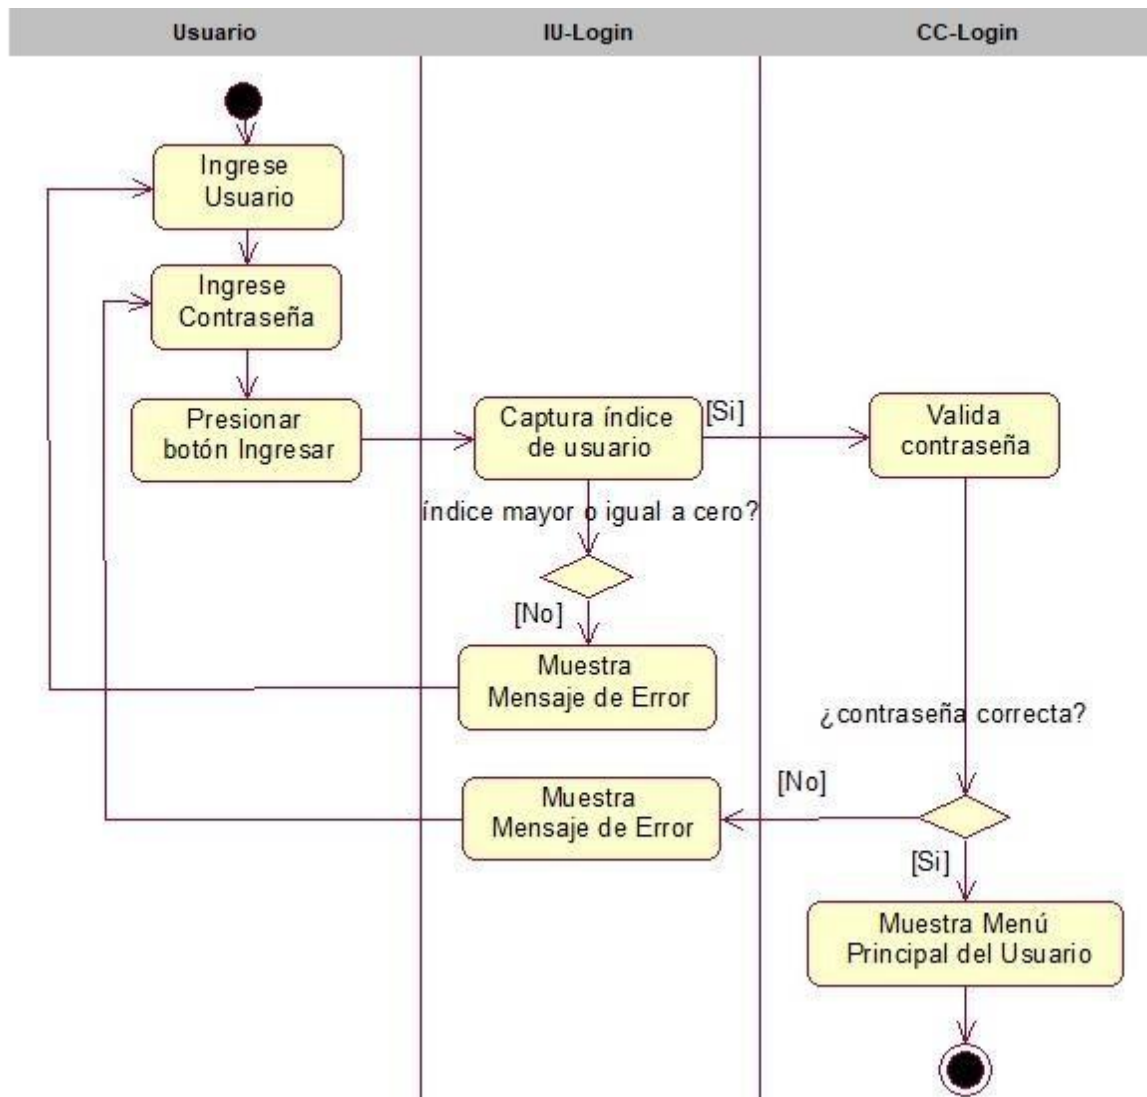 Usuario
IU-Login
CC-Login
Ingrese
Usuario
Ingrese
Contraseña
Presionar
botón Ingresar
Captura índice
de usuario
[Si]
Valida
contraseña
índice mayor o igual a cero?
[No]
Muestra
Mensaje de Error
¿contraseña correcta?
[No]
Muestra
Mensaje de Error
[Si]
Muestra Menú
Principal del Usuario